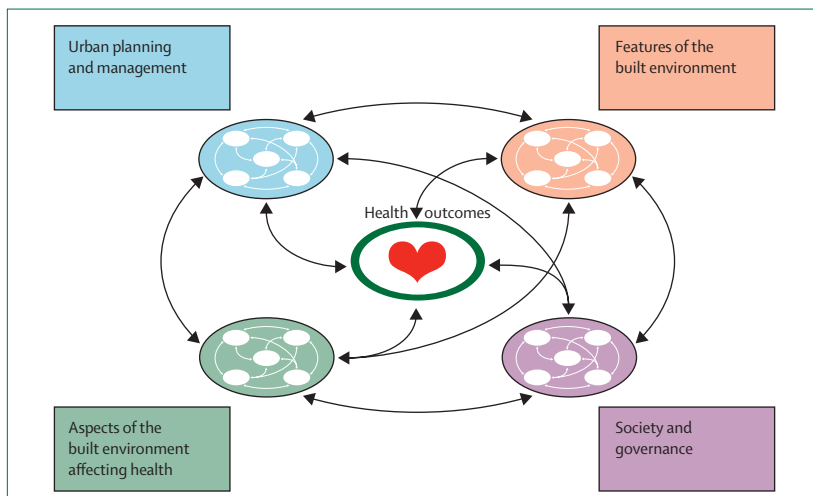 Urban planning
and management
Features of the
built environment
Health outcomes
Aspects of the
built environment
affecting health
Society and
governance